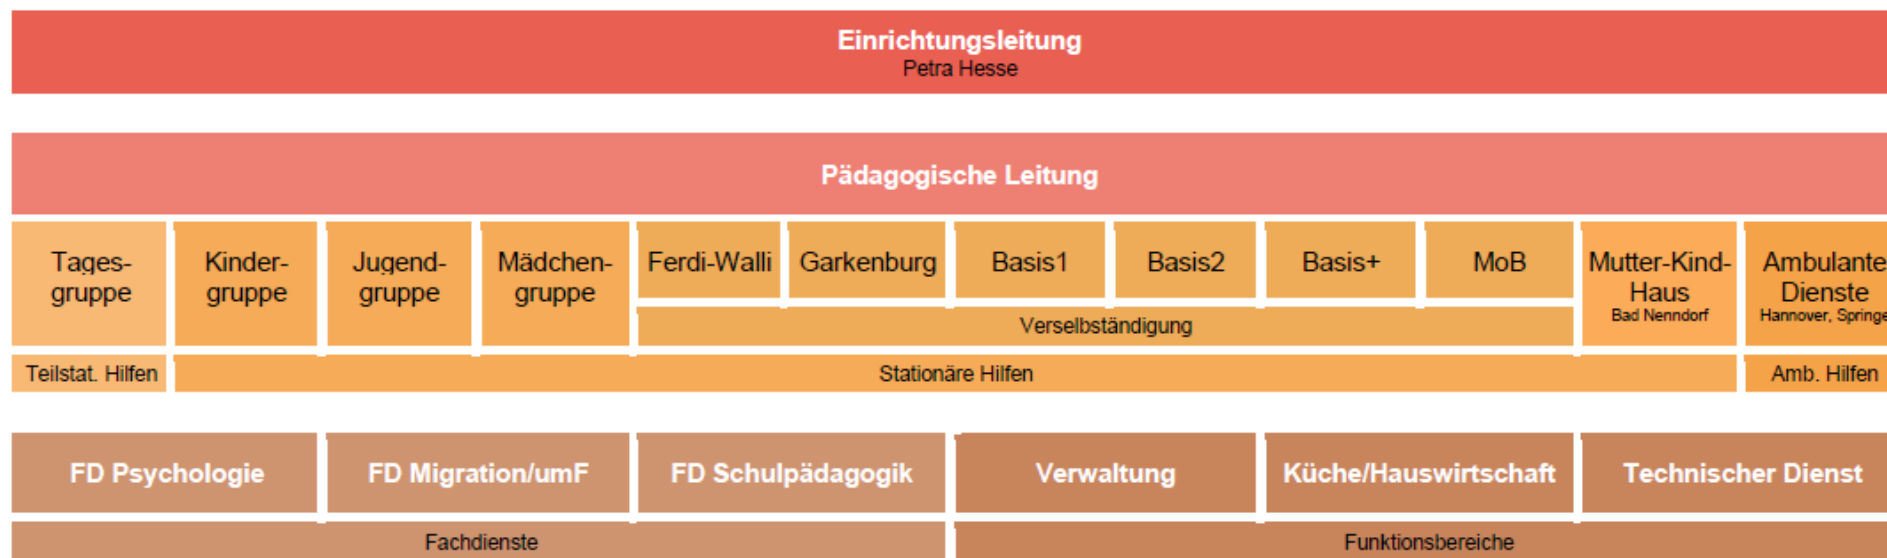 Einrichtungsleitung
Petra Hesse
Pädagogische Leitung
Tages-
gruppe
Kinder-
gruppe
Jugend-
gruppe
Mädchen-
gruppe
Ferdi-Walli
Garkenburg
Basis1
Basis2
Basis+
MoB
Mutter-Kind-
Haus
Bad Nenndorf
Ambulante
Dienste
Hannover, Springe
Verselbständigung
Teilstat. Hilfen
Stationäre Hilfen
Amb. Hilfen
FD Psychologie
FD Migration/umF
FD Schulpädagogik
Verwaltung
Küche/Hauswirtschaft
Technischer Dienst
Fachdienste
Funktionsbereiche